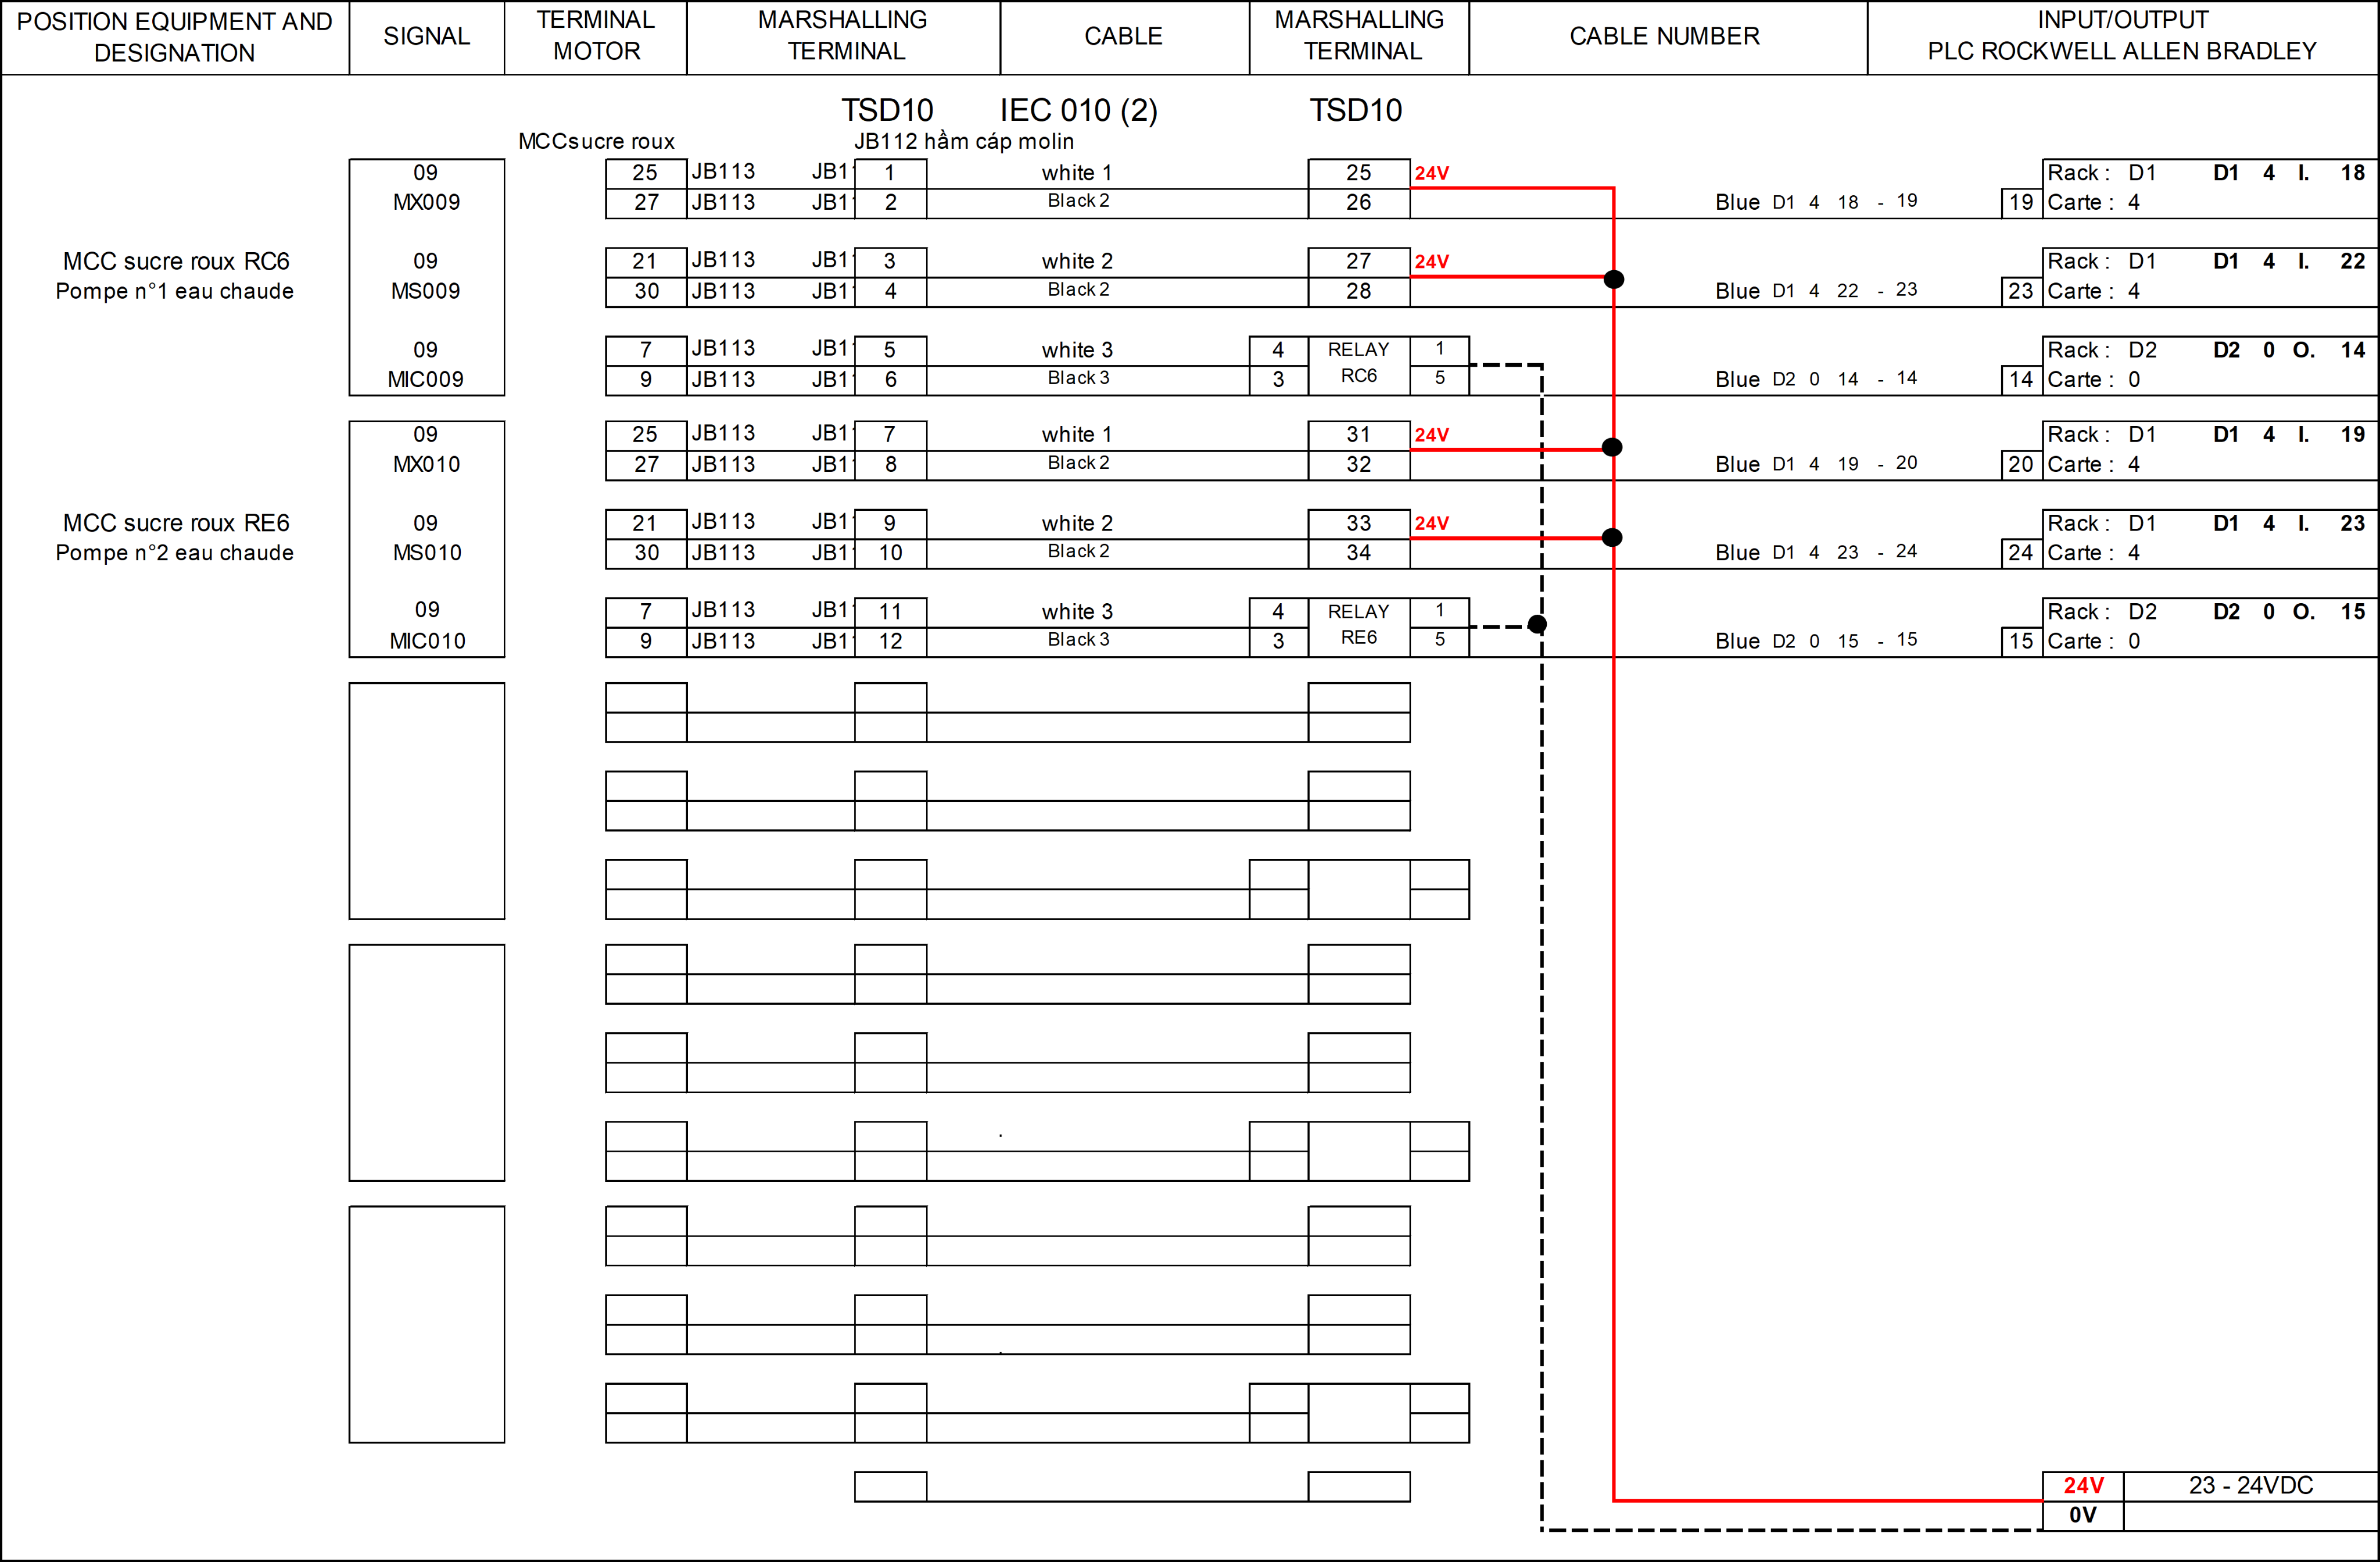 POSITION EQUIPMENT AND DESIGNATION SIGNAL TERMINAL MOTOR MARSHALLING TERMINAL CABLE MARSHALLING TERMINAL CABLE NUMBER INPUT/OUTPUT PLC ROCKWELL ALLEN BRADLEY
TSD10 IEC 010 (2) TSD10
MCCsucre roux JB112 hầm cáp molin
09 25 JB113 JB1 1 white 1 25 24V Rack : D1 D1 4 I. 18
MX009 27 JB113 JB1 2 Black 2 26 Blue D1 4 18 - 19 19 Carte : 4
MCC sucre roux RC6 09 21 JB113 JB1 3 white 2 27 24V Rack : D1 D1 4 I. 22
Pompe n°1 eau chaude MS009 30 JB113 JB1 4 Black 2 28 Blue D1 4 22 - 23 23 Carte : 4
09 7 JB113 JB1 5 white 3 4 RELAY 1 Rack : D2 D2 0 O. 14
MIC009 9 JB113 JB1 6 Black 3 3 RC6 5 Blue D2 0 14 - 14 14 Carte : 0
09 25 JB113 JB1 7 white 1 31 24V Rack : D1 D1 4 I. 19
MX010 27 JB113 JB1 8 Black 2 32 Blue D1 4 19 - 20 20 Carte : 4
MCC sucre roux RE6 09 21 JB113 JB1 9 white 2 33 24V Rack : D1 D1 4 I. 23
Pompe n°2 eau chaude MS010 30 JB113 JB1 10 Black 2 34 Blue D1 4 23 - 24 24 Carte : 4
09 7 JB113 JB1 11 white 3 4 RELAY 1 Rack : D2 D2 0 O. 15
MIC010 9 JB113 JB1 12 Black 3 3 RE6 5 Blue D2 0 15 - 15 15 Carte : 0
24V 23 - 24VDC
0V